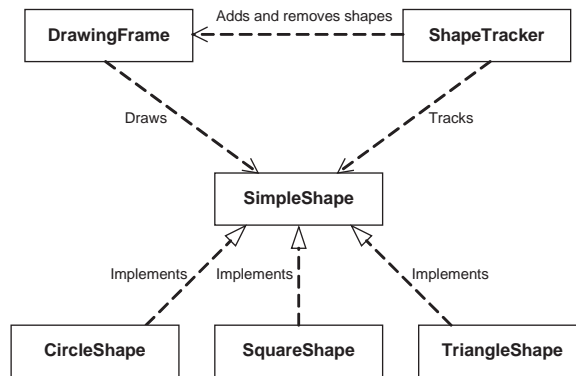 Adds and removes shapes
DrawingFrame
ShapeTracker
Draws
Tracks
SimpleShape
Implements
Implements
Implements
CircleShape
SquareShape
TriangleShape